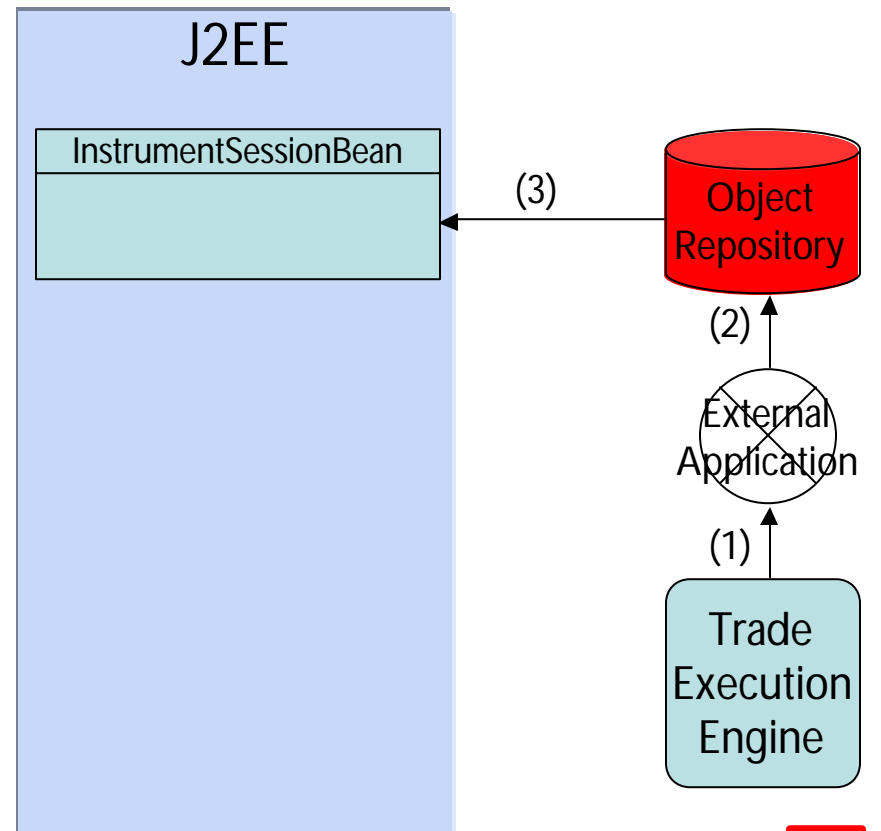 J2EE
InstrumentSessionBean
(3)
Object
Repository
(2)
External
Application
(1)
Trade
Execution
Engine